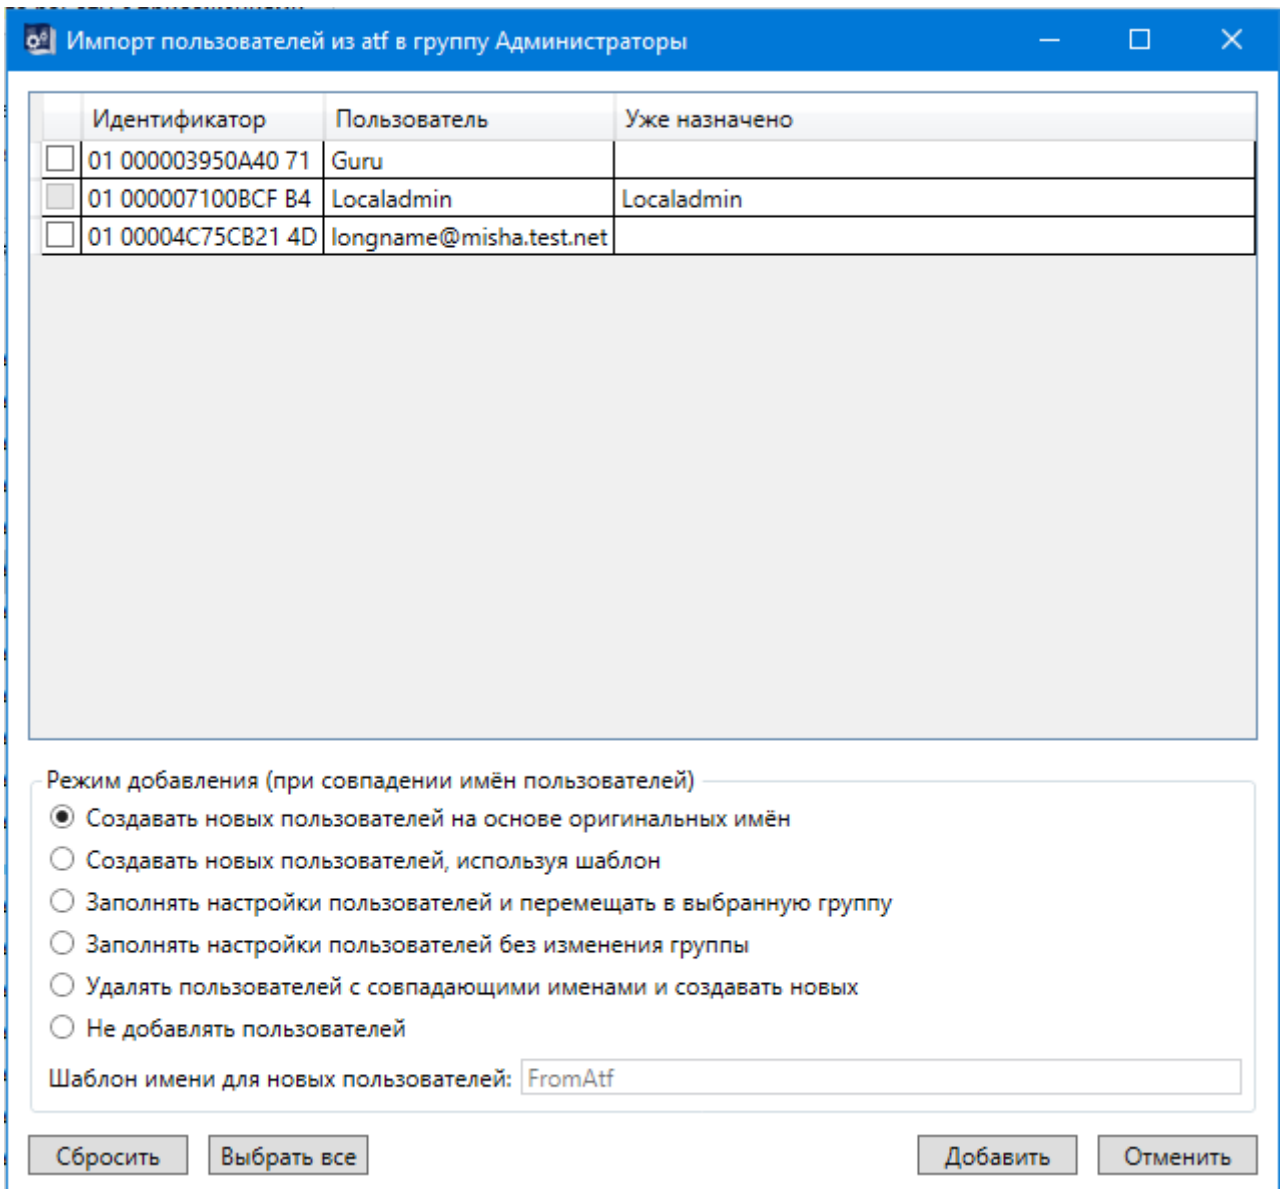 Импорт пользователей из atf в группу Администраторы
Идентификатор Пользователь Уже назначено
01 000003950A40 71 Guru
01 000007100BCF B4 Localadmin Localadmin
01 00004C75CB21 4D longname@misha.test.net
Режим добавления (при совпадении имён пользователей)
Создавать новых пользователей на основе оригинальных имён
Создавать новых пользователей, используя шаблон
Заполнять настройки пользователей и перемещать в выбранную группу
Заполнять настройки пользователей без изменения группы
Удалять пользователей с совпадающими именами и создавать новых
Не добавлять пользователей
Шаблон имени для новых пользователей: FromAtf
Сбросить Выбрать все Добавить Отменить